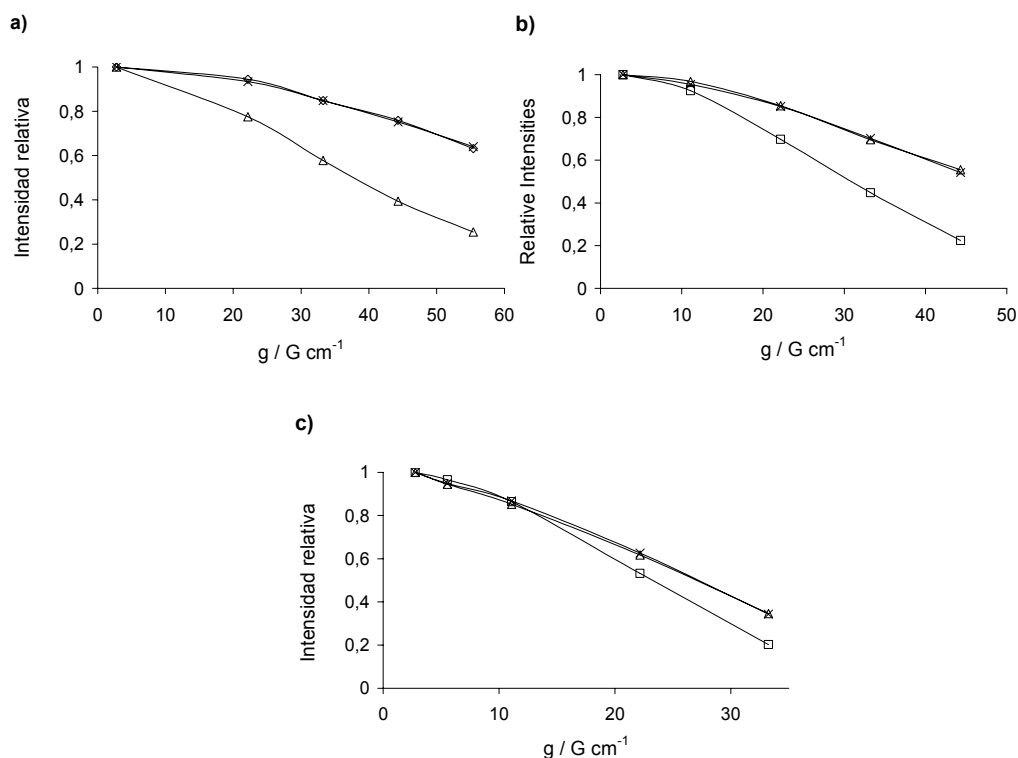 a)
Intensidad relativa
1
0,8
0,6
0,4
0,2
0
0 10 20 30 40 50 60
g / G cm-1
b)
Relative Intensities
1
0,8
0,6
0,4
0,2
0
0 10 20 30 40 50
g / G cm-1
c)
Intensidad relativa
1
0,8
0,6
0,4
0,2
0
0 10 20 30
g / G cm-1